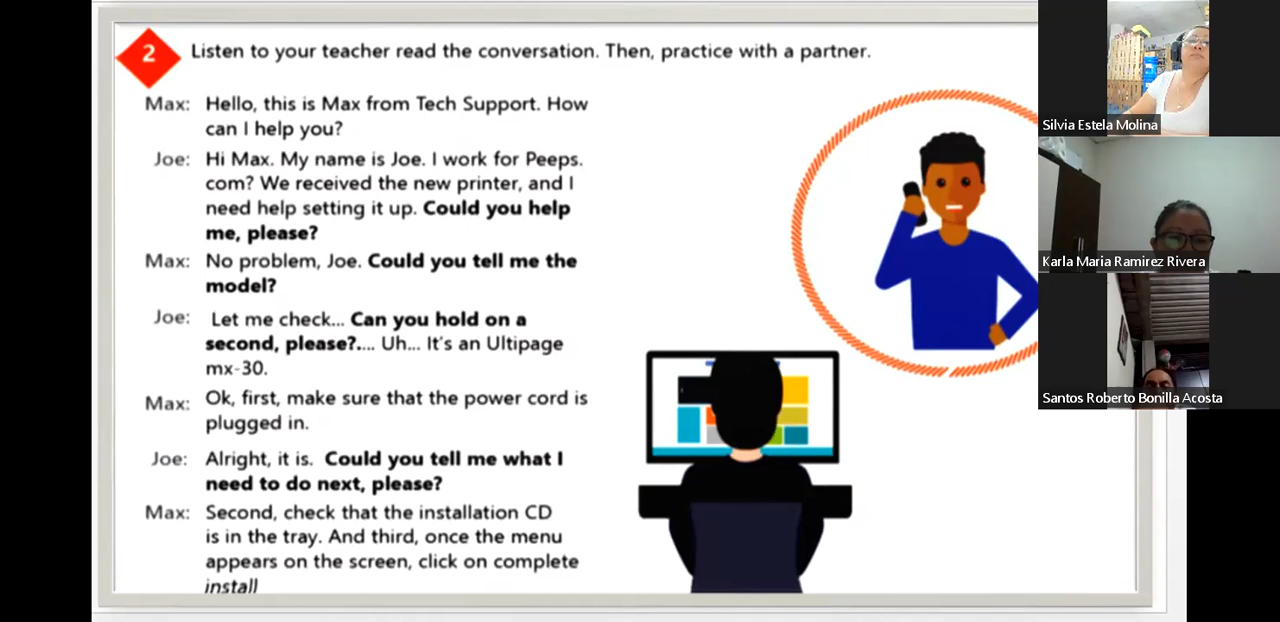 2
Listen to your teacher read the conversation. Then, practice with a partner.
Max: Hello, this is Max from Tech Support. How
can I help you?
Joe: Hi Max. My name is Joe. I work for Peeps.
com? We received the new printer, and I
need help setting it up. Could you help
me, please?
Max: No problem, Joe. Could you tell me the
model?
Joe: Let me check... Can you hold on a
second, please?.... Uh... It's an Ultipage
mx-30.
Max: Ok, first, make sure that the power cord is
plugged in.
Joe: Alright, it is. Could you tell me what I
need to do next, please?
Max: Second, check that the installation CD
is in the tray. And third, once the menu
appears on the screen, click on complete
install
Silvia Estela Molina
Karla Maria Ramirez Rivera
Santos Roberto Bonilla Acosta